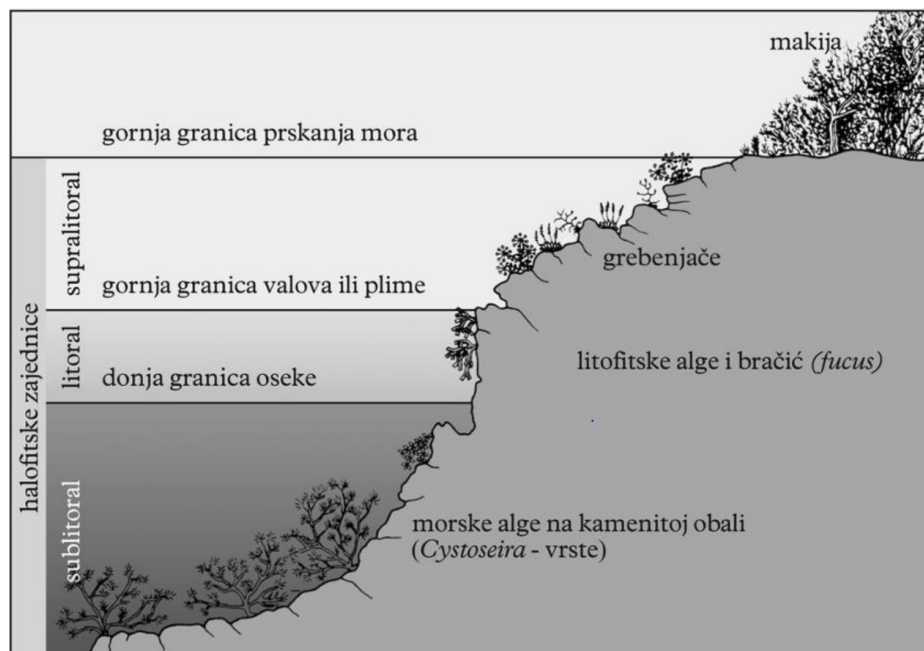 makija
gornja granica prskanja mora
supralitoral
grebenjače
gornja granica valova ili plime
halofitske zajednice
litoral
litofitske alge i bračić (fucus)
donja granica oseke
sublitoral
morske alge na kamenitoj obali
(Cystoseira - vrste)